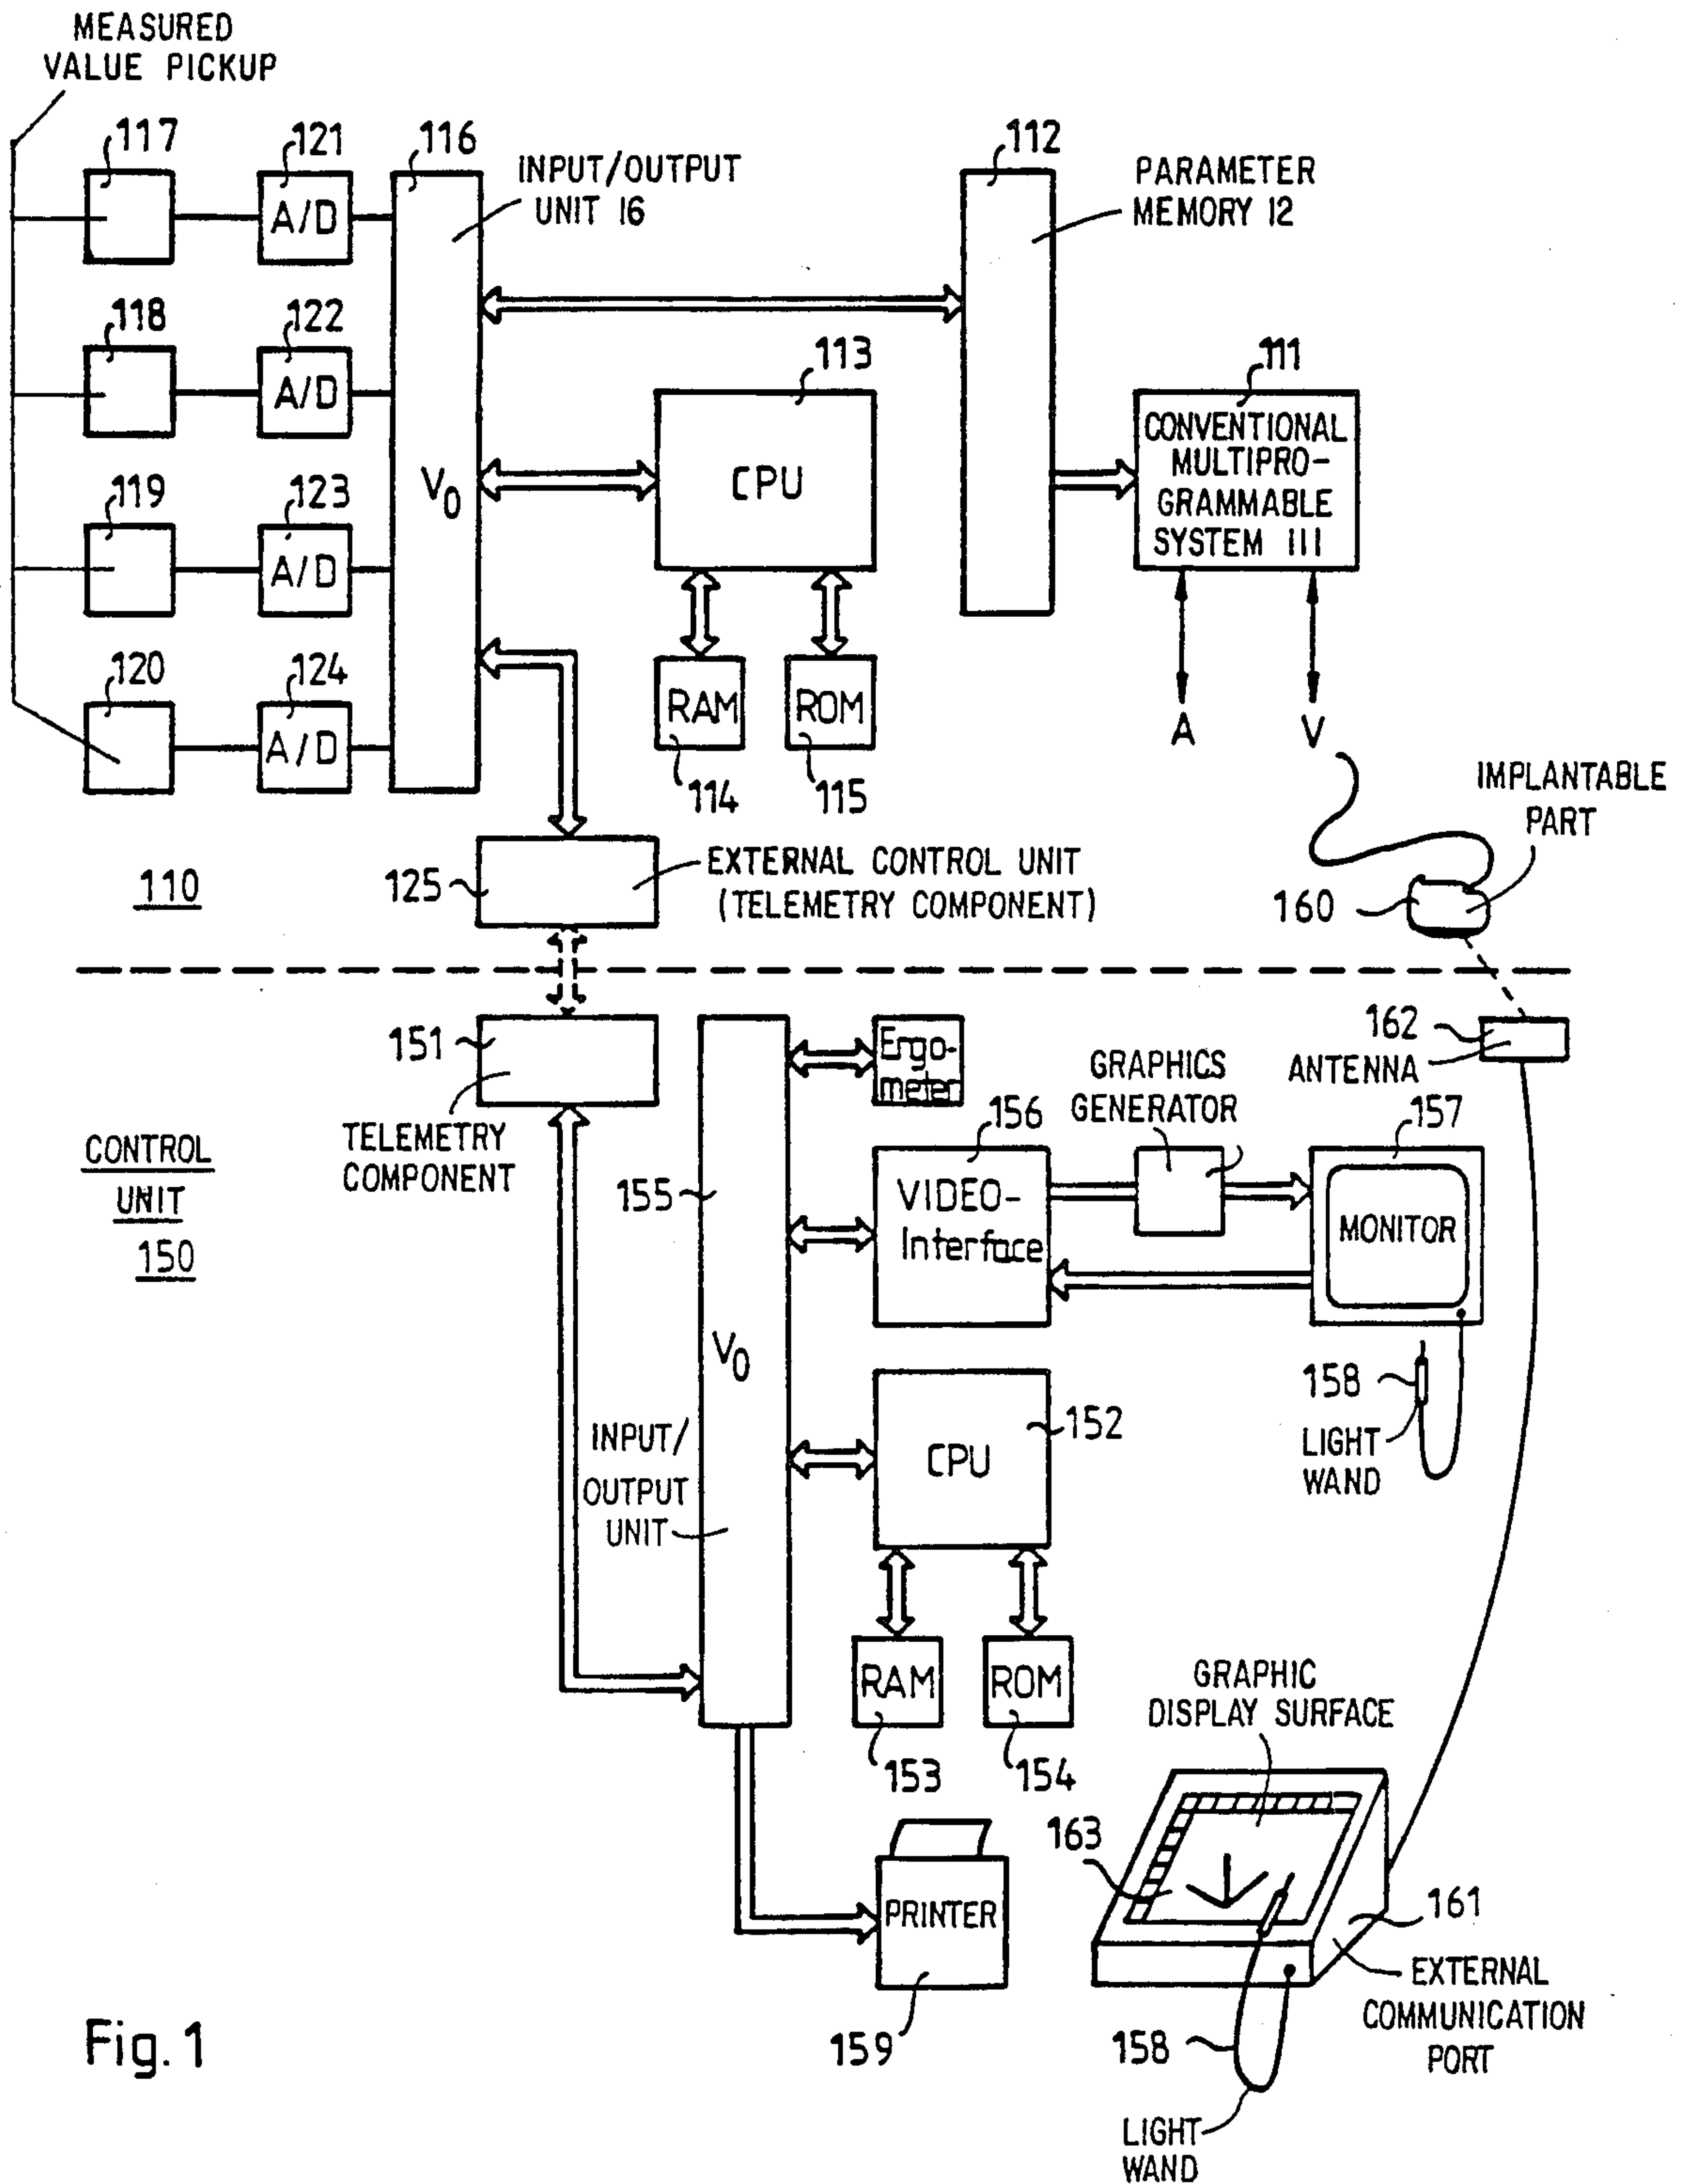 MEASURED
VALUE PICKUP
117
121
116
INPUT/OUTPUT
UNIT 16
112
PARAMETER
MEMORY 12
A/D
118
122
A/D
113
111
CONVENTIONAL
MULTIPRO-
GRAMMABLE
SYSTEM 111
119
123
A/D
V0
CPU
120
124
A/D
RAM
ROM
114
115
A
V
IMPLANTABLE
PART
110
125
EXTERNAL CONTROL UNIT
(TELEMETRY COMPONENT)
160
151
TELEMETRY
COMPONENT
Ergo-
meter
162
ANTENNA
GRAPHICS
GENERATOR
156
157
CONTROL
UNIT
150
155
VIDEO-
Interface
MONITOR
V0
158
LIGHT
WAND
INPUT/
OUTPUT
UNIT
152
CPU
RAM
ROM
153
154
GRAPHIC
DISPLAY SURFACE
163
PRINTER
159
161
EXTERNAL
COMMUNICATION
PORT
158
LIGHT
WAND
Fig. 1